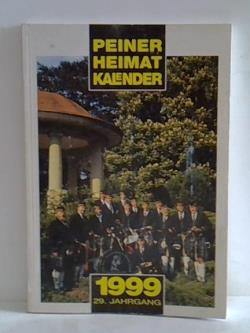 PEINER
HEIMAT
KALENDER
1999
29. JAHRGANG